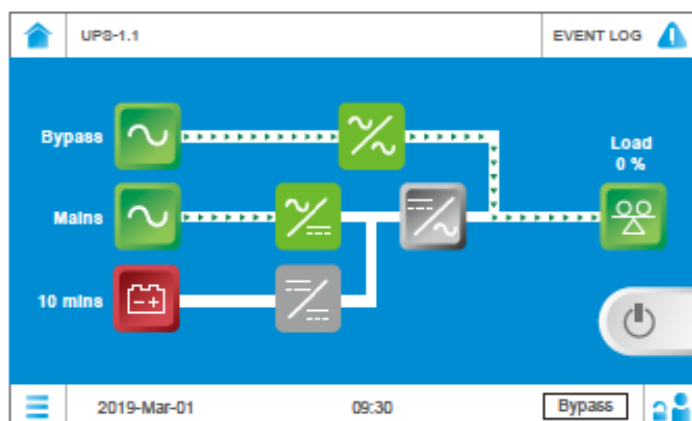 UPS-1.1
EVENT LOG
Bypass
Load
0 %
Mains
10 mins
2019-Mar-01
09:30
Bypass